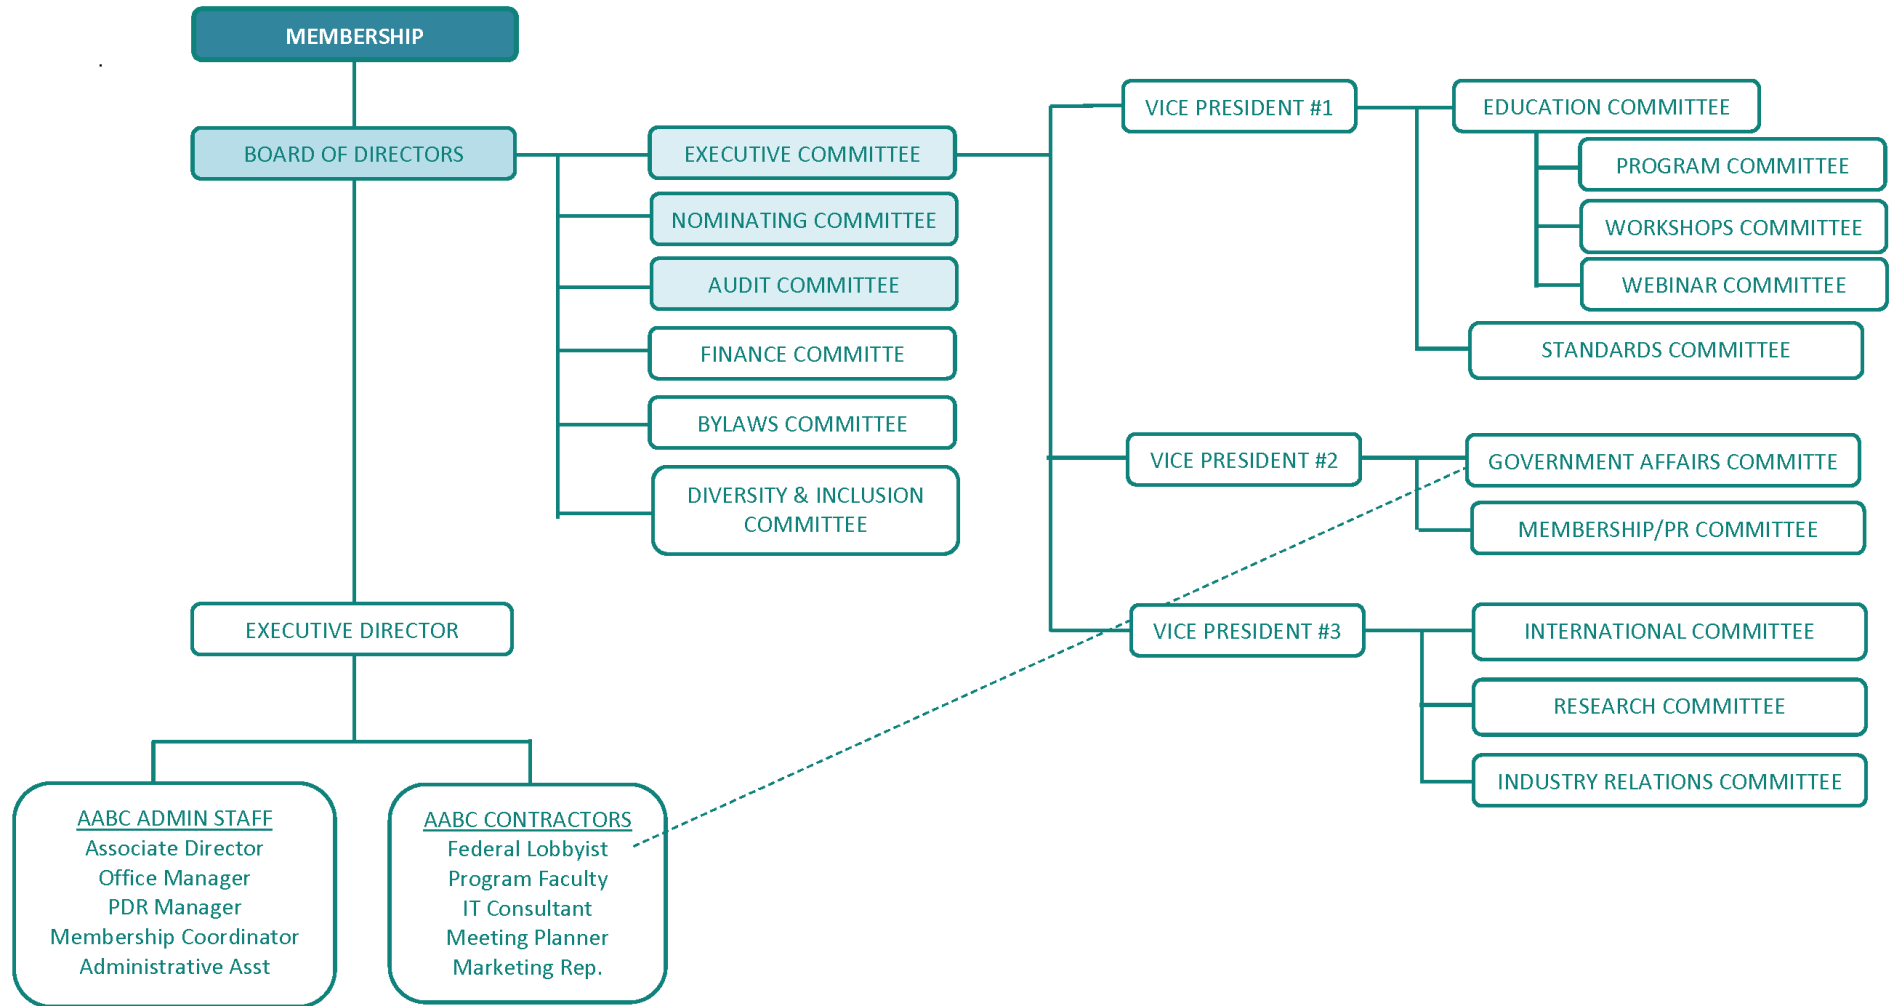 MEMBERSHIP
BOARD OF DIRECTORS
EXECUTIVE COMMITTEE
NOMINATING COMMITTEE
AUDIT COMMITTEE
FINANCE COMMITTE
BYLAWS COMMITTEE
DIVERSITY & INCLUSION
COMMITTEE
VICE PRESIDENT #1
EDUCATION COMMITTEE
PROGRAM COMMITTEE
WORKSHOPS COMMITTEE
WEBINAR COMMITTEE
STANDARDS COMMITTEE
VICE PRESIDENT #2
GOVERNMENT AFFAIRS COMMITTE
MEMBERSHIP/PR COMMITTEE
VICE PRESIDENT #3
INTERNATIONAL COMMITTEE
RESEARCH COMMITTEE
INDUSTRY RELATIONS COMMITTEE
EXECUTIVE DIRECTOR
AABC ADMIN STAFF
Associate Director
Office Manager
PDR Manager
Membership Coordinator
Administrative Asst
AABC CONTRACTORS
Federal Lobbyist
Program Faculty
IT Consultant
Meeting Planner
Marketing Rep.